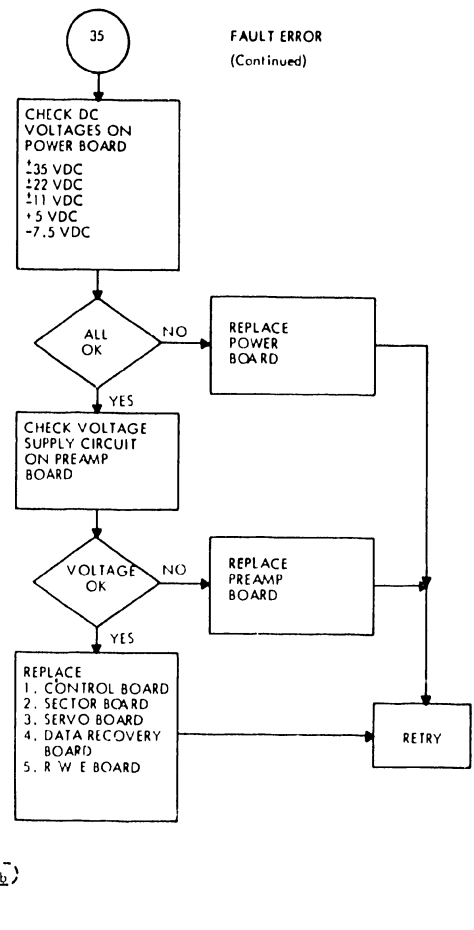 35
FAULT ERROR
(Continued)
CHECK DC
VOLTAGES ON
POWER BOARD
±35 VDC
±22 VDC
±11 VDC
+5 VDC
-7.5 VDC
ALL
OK
NO
REPLACE
POWER
BOARD
YES
CHECK VOLTAGE
SUPPLY CIRCUIT
ON PREAMP
BOARD
VOLTAGE
OK
NO
REPLACE
PREAMP
BOARD
YES
REPLACE
1. CONTROL BOARD
2. SECTOR BOARD
3. SERVO BOARD
4. DATA RECOVERY
BOARD
5. R W E BOARD
RETRY